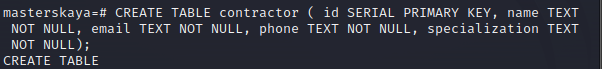 masterskaya=# CREATE TABLE contractor ( id SERIAL PRIMARY KEY, name TEXT
NOT NULL, email TEXT NOT NULL, phone TEXT NOT NULL, specialization TEXT
NOT NULL);
CREATE TABLE